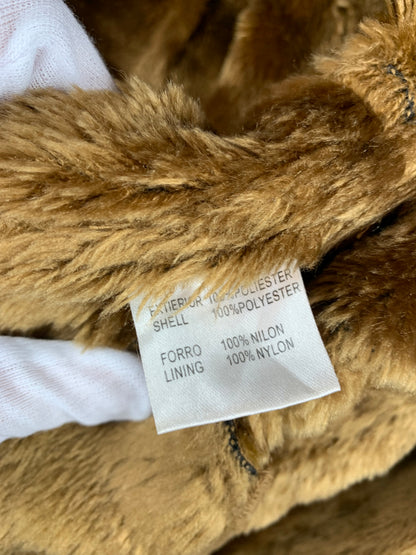 EXTERIOR 100%POLIESTER
SHELL 100%POLYESTER
FORRO 100% NILON
LINING 100% NYLON